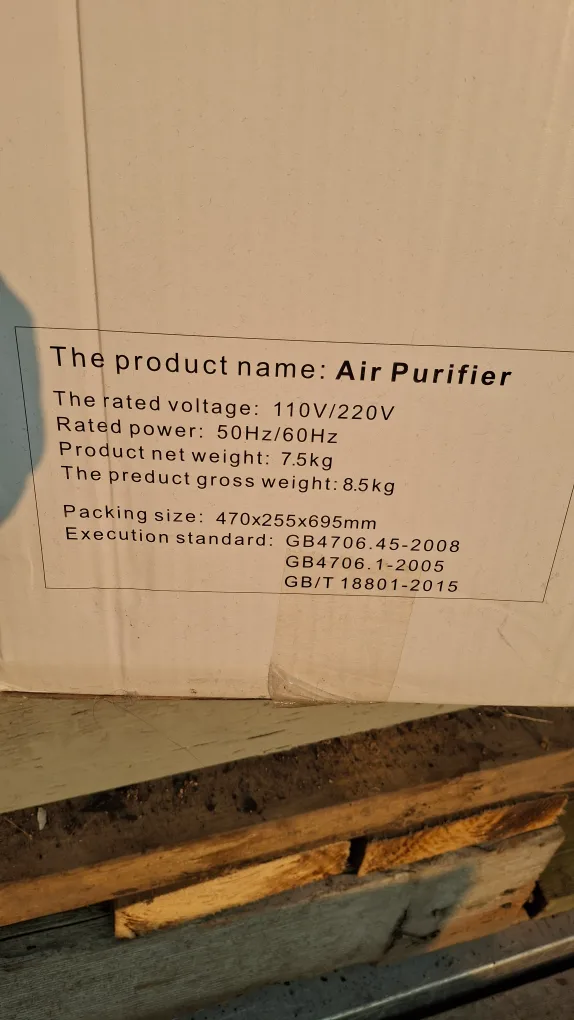 The product name: Air Purifier
The rated voltage: 110V/220V
Rated power: 50Hz/60Hz
Product net weight: 7.5kg
The preduct gross weight: 8.5kg
Packing size: 470x255x695mm
Execution standard: GB4706.45-2008
GB4706.1-2005
GB/T 18801-2015